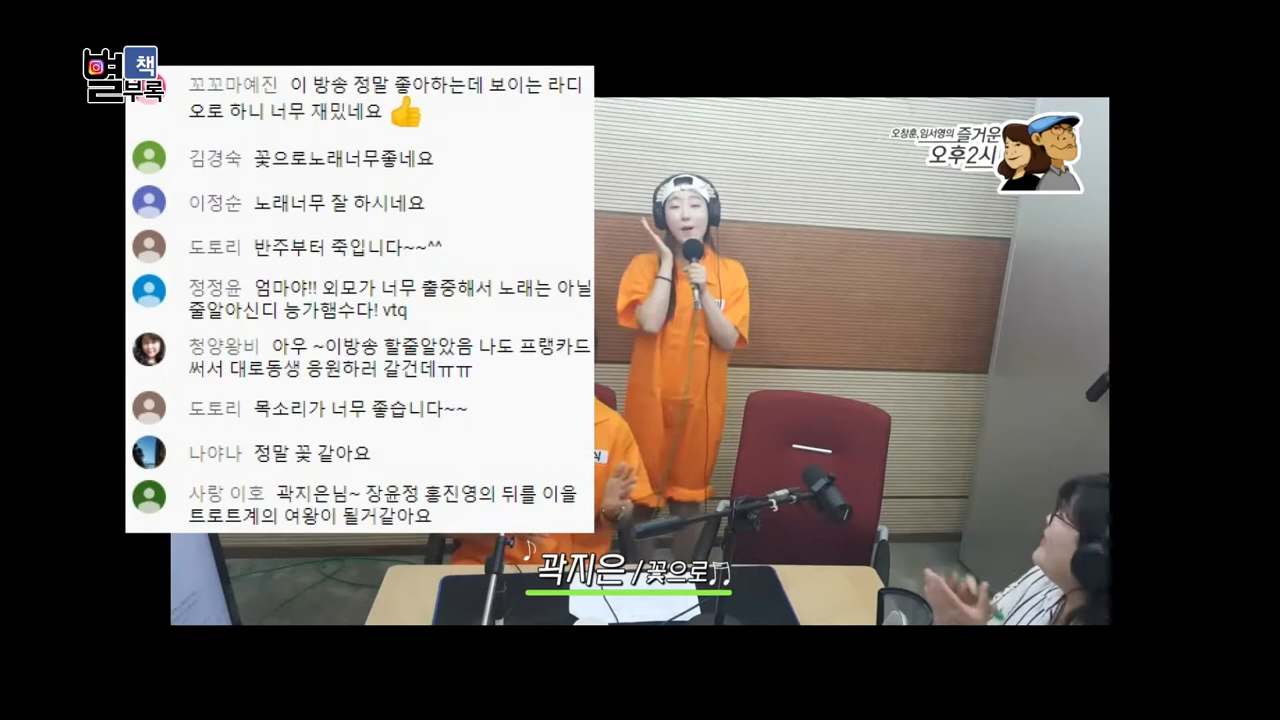 별책
부록
꼬꼬마예진 이 방송 정말 좋아하는데 보이는 라디
오로 하니 너무 재밌네요 👍
김경숙 꽃으로노래너무좋네요
이정순 노래너무 잘 하시네요
도토리 반주부터 죽입니다~~^^
정정윤 엄마야!! 외모가 너무 출중해서 노래는 아닐
줄알아신디 능가햄수다! vtq
청양왕비 아우 ~이방송 할줄알았음 나도 프랭카드
써서 대로동생 응원하러 갈건데ㅠㅠ
도토리 목소리가 너무 좋습니다~~
나야나 정말 꽃 같아요
사랑 이호 곽지은님~ 장윤정 홍진영의 뒤를 이을
트로트계의 여왕이 될거같아요
오창훈,임서영의 즐거운
오후2시
식
♪곽지은 / 꽃으로♬